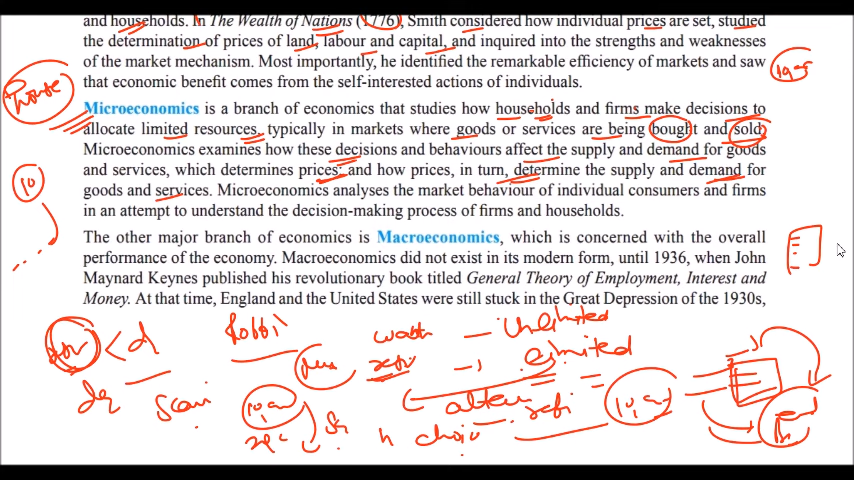 and households. In The Wealth of Nations (1776), Smith considered how individual prices are set, studied
the determination of prices of land, labour and capital, and inquired into the strengths and weaknesses
of the market mechanism. Most importantly, he identified the remarkable efficiency of markets and saw
that economic benefit comes from the self-interested actions of individuals.
house
Microeconomics is a branch of economics that studies how households and firms make decisions to
allocate limited resources, typically in markets where goods or services are being bought and sold.
Microeconomics examines how these decisions and behaviours affect the supply and demand for goods
and services, which determines prices; and how prices, in turn, determine the supply and demand for
goods and services. Microeconomics analyses the market behaviour of individual consumers and firms
in an attempt to understand the decision-making process of firms and households.
10
The other major branch of economics is Macroeconomics, which is concerned with the overall
performance of the economy. Macroeconomics did not exist in its modern form, until 1936, when John
Maynard Keynes published his revolutionary book titled General Theory of Employment, Interest and
Money. At that time, England and the United States were still stuck in the Great Depression of the 1930s,
Robbi
Unlimited
limited